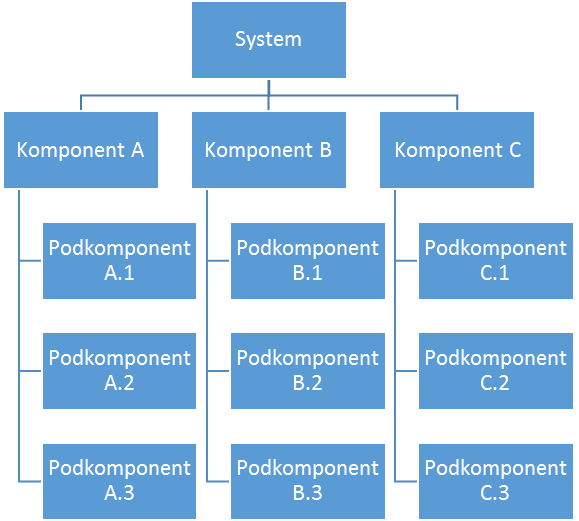 System
Komponent A
Komponent B
Komponent C
Podkomponent
A.1
Podkomponent
B.1
Podkomponent
C.1
Podkomponent
A.2
Podkomponent
B.2
Podkomponent
C.2
Podkomponent
A.3
Podkomponent
B.3
Podkomponent
C.3